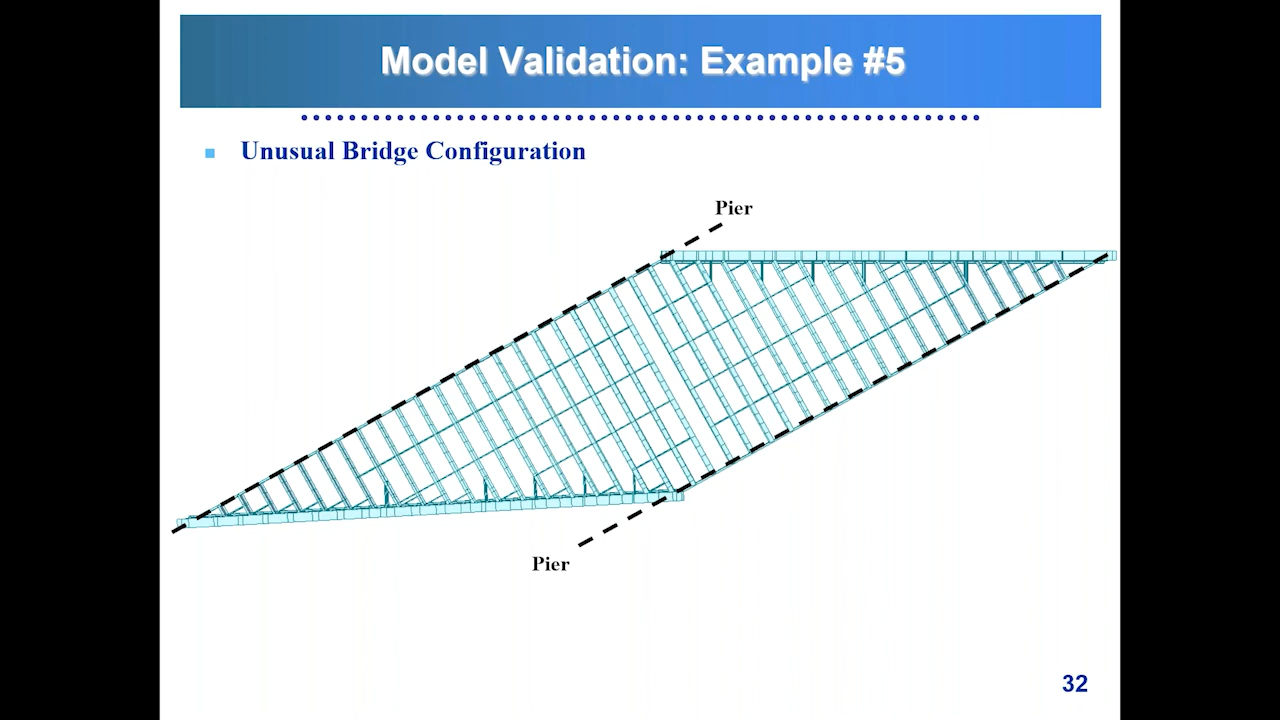 Model Validation: Example #5
Unusual Bridge Configuration
Pier
Pier
32